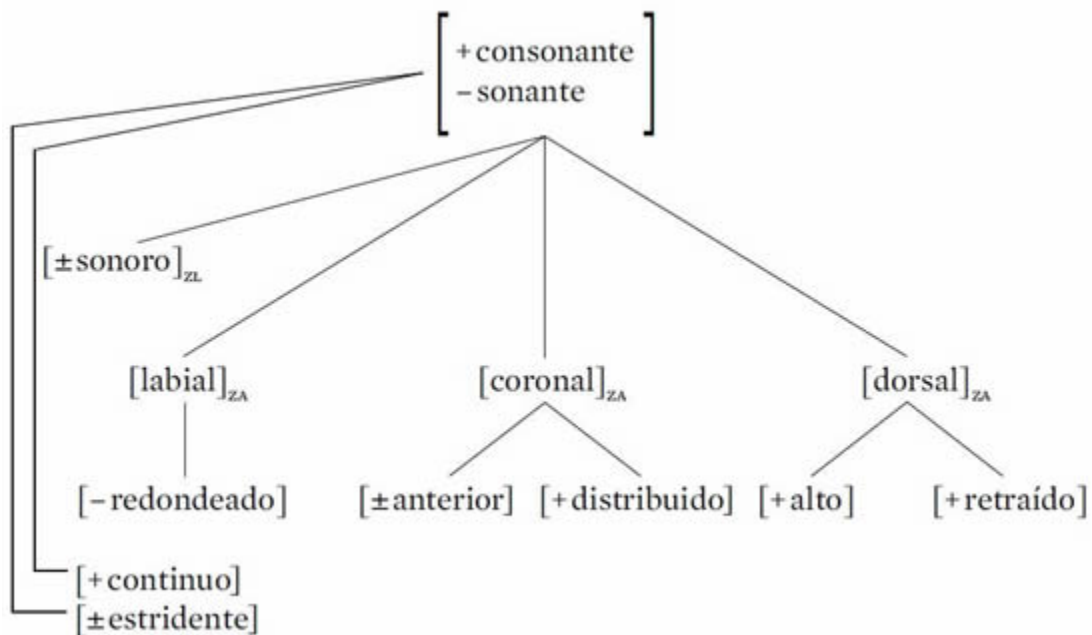 + consonante
− sonante
[±sonoro]ZL
[labial]ZA [coronal]ZA [dorsal]ZA
[−redondeado] [±anterior] [+distribuido] [+alto] [+retraído]
[+continuo]
[±estridente]